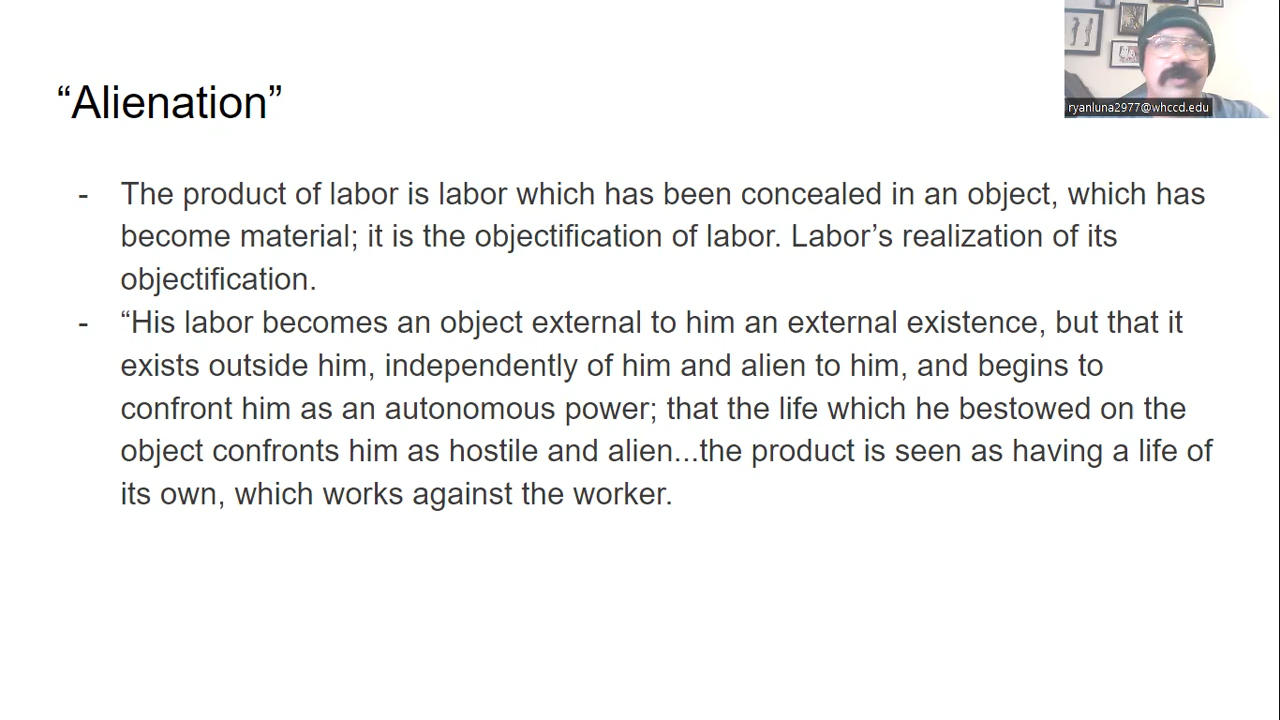 “Alienation”
ryanluna2977@whccd.edu
- The product of labor is labor which has been concealed in an object, which has
become material; it is the objectification of labor. Labor’s realization of its
objectification.
- “His labor becomes an object external to him an external existence, but that it
exists outside him, independently of him and alien to him, and begins to
confront him as an autonomous power; that the life which he bestowed on the
object confronts him as hostile and alien...the product is seen as having a life of
its own, which works against the worker.